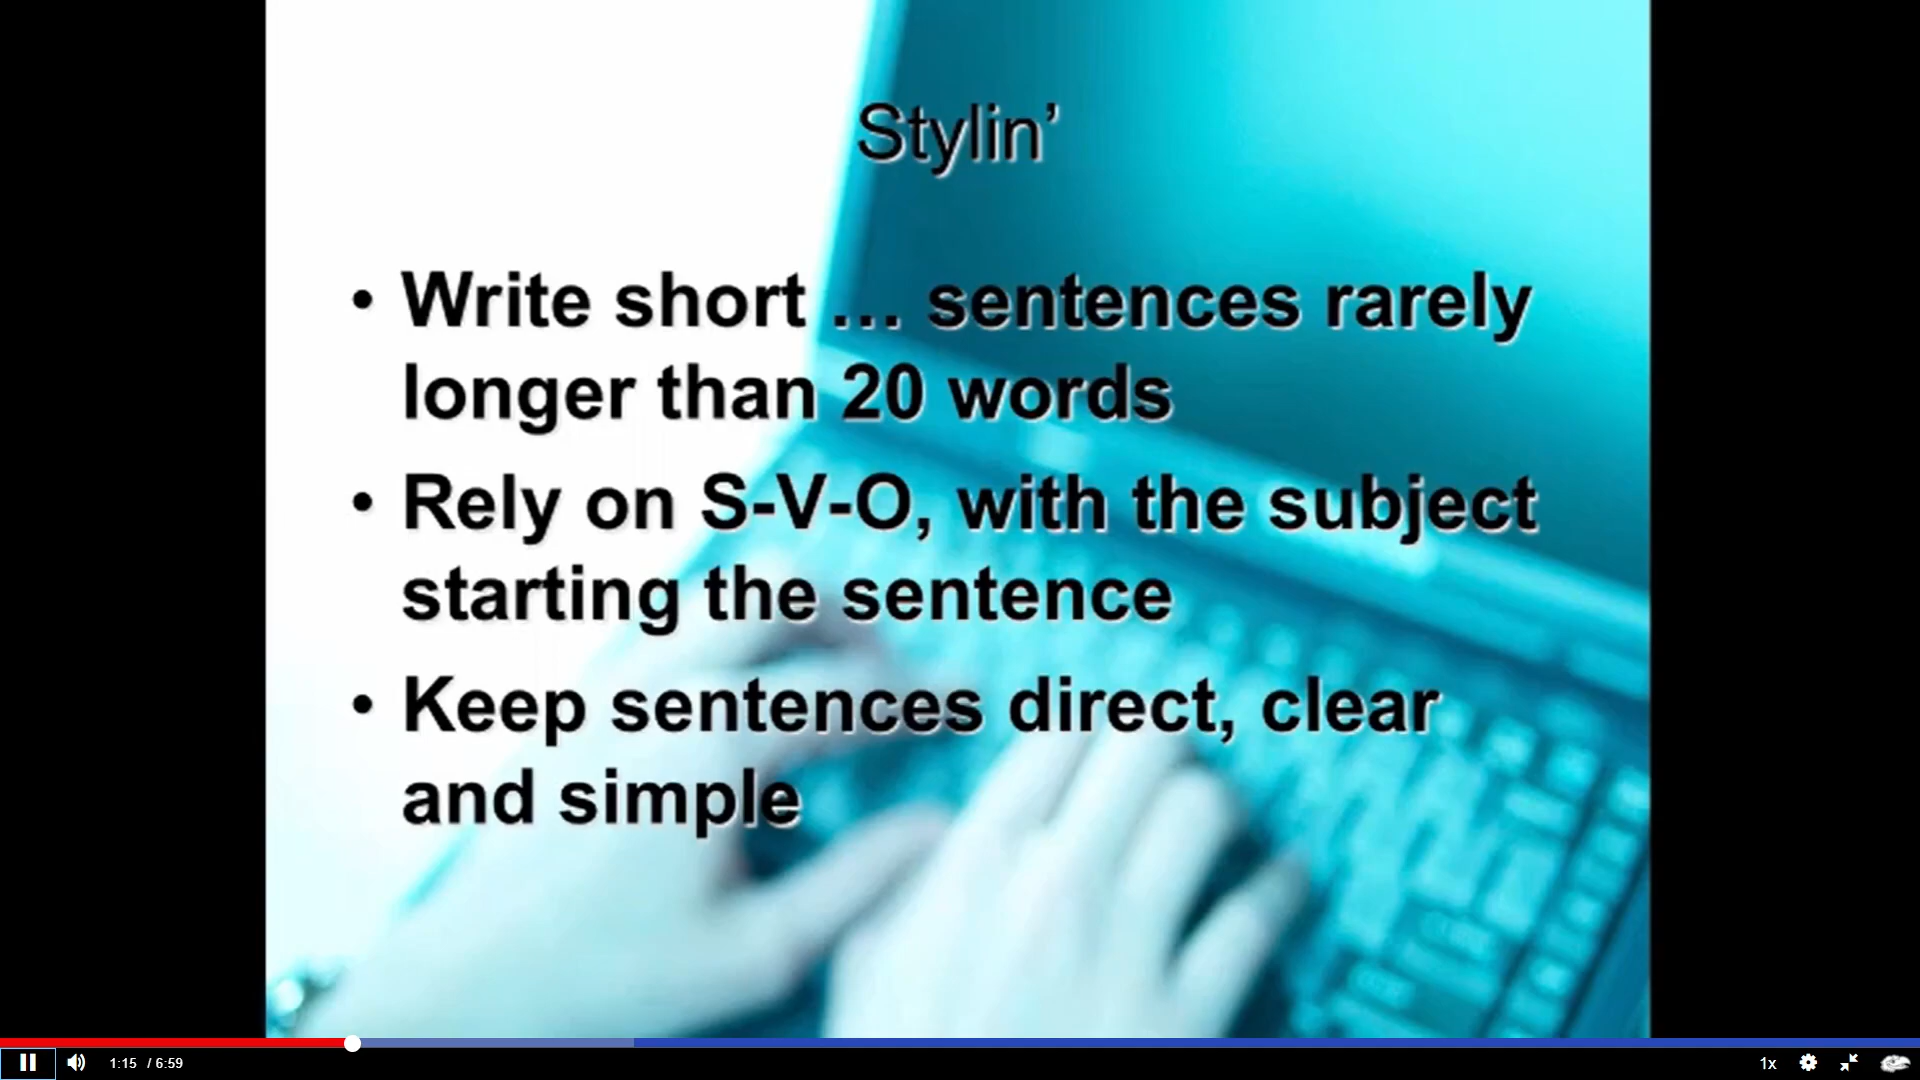 Stylin’
• Write short … sentences rarely
longer than 20 words
• Rely on S-V-O, with the subject
starting the sentence
• Keep sentences direct, clear
and simple
1:15 / 6:59
1x